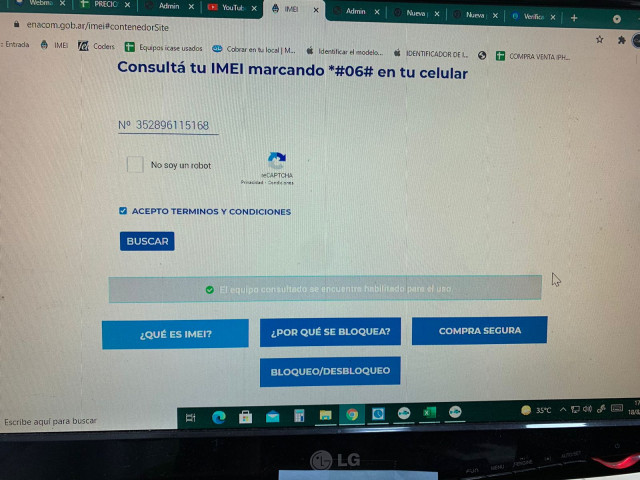 Webma
PRECIO
Admin
YouTub
IMEI
Admin
Nueva
Nueva
Verific
enacom.gob.ar/imei#contenedorSite
Entrada
IMEI
Coders
Equipos icase usados
Cobrar en tu local | M...
Identificar el modelo...
IDENTIFICADOR DE I...
COMPRA VENTA IPH...
Consultá tu IMEI marcando *#06# en tu celular
Nº 352896115168
No soy un robot
reCAPTCHA
Privacidad - Condiciones
ACEPTO TERMINOS Y CONDICIONES
BUSCAR
El equipo consultado se encuentra habilitado para el uso.
¿QUÉ ES IMEI?
¿POR QUÉ SE BLOQUEA?
COMPRA SEGURA
BLOQUEO/DESBLOQUEO
Escribe aquí para buscar
35°C
LG
MENU